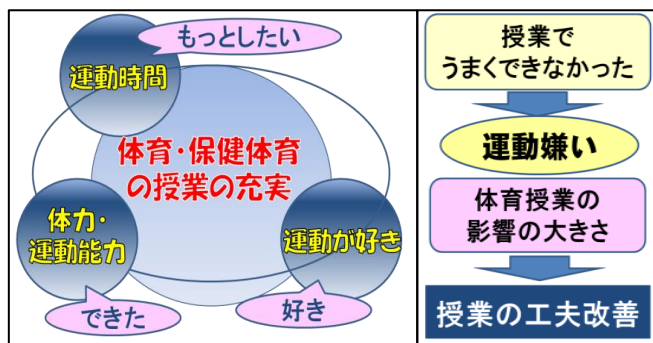 もっとしたい
運動時間
体育・保健体育
の授業の充実
体力・
運動能力
できた
運動が好き
好き
授業で
うまくできなかった
運動嫌い
体育授業の
影響の大きさ
授業の工夫改善